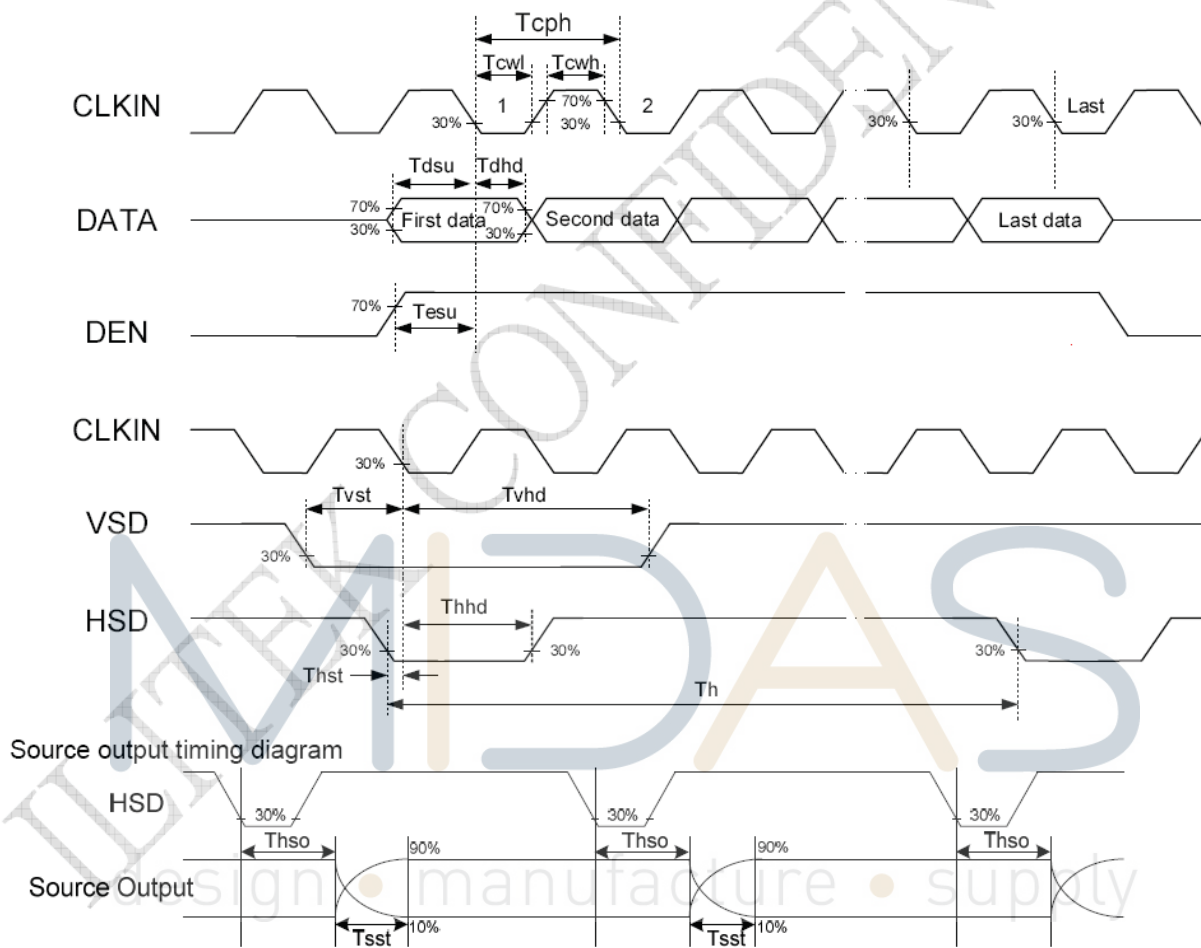 Tcph
Tcwl Tcwh
CLKIN 30% 1 70% 30% 2 30% 30% Last
Tdsu Tdhd
DATA 70% 30% First data 70% 30% Second data Last data
DEN 70% Tesu
CLKIN 30%
Tvst Tvhd
VSD 30%
Thhd
HSD 30% 30% 30%
Thst
Th
Source output timing diagram
HSD 30% 30% 30%
Thso Thso Thso
90% 90%
Source Output
10% 10%
Tsst Tsst
ILITEK CONFIDEN
MIDAS
design • manufacture • supply